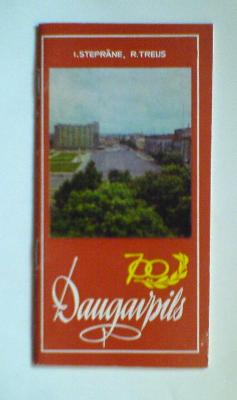 I.STEPRĀNE, R.TREIJS
700
Daugavpils